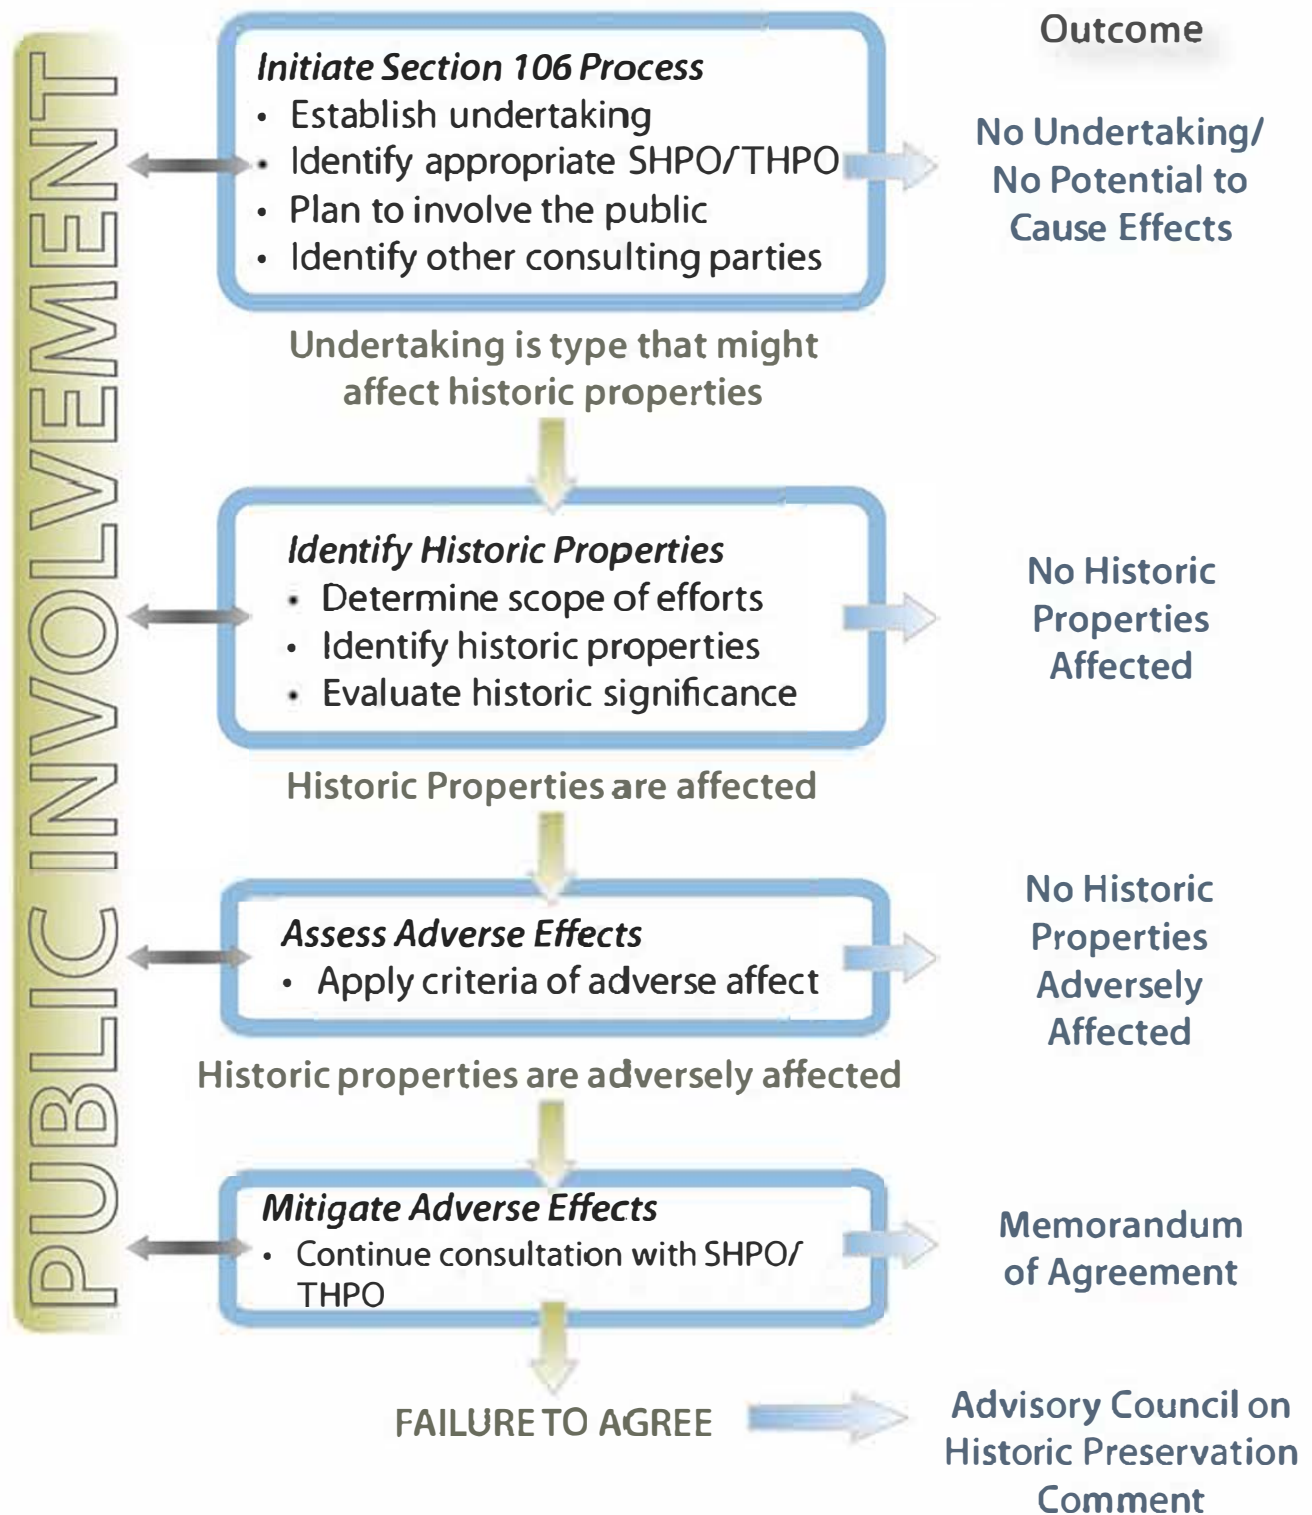 PUBLIC INVOLVEMENT
Outcome
Initiate Section 106 Process
• Establish undertaking
• Identify appropriate SHPO/THPO
• Plan to involve the public
• Identify other consulting parties
No Undertaking/
No Potential to
Cause Effects
Undertaking is type that might
affect historic properties
Identify Historic Properties
• Determine scope of efforts
• Identify historic properties
• Evaluate historic significance
No Historic
Properties
Affected
Historic Properties are affected
Assess Adverse Effects
• Apply criteria of adverse affect
No Historic
Properties
Adversely
Affected
Historic properties are adversely affected
Mitigate Adverse Effects
• Continue consultation with SHPO/
THPO
Memorandum
of Agreement
FAILURE TO AGREE
Advisory Council on
Historic Preservation
Comment